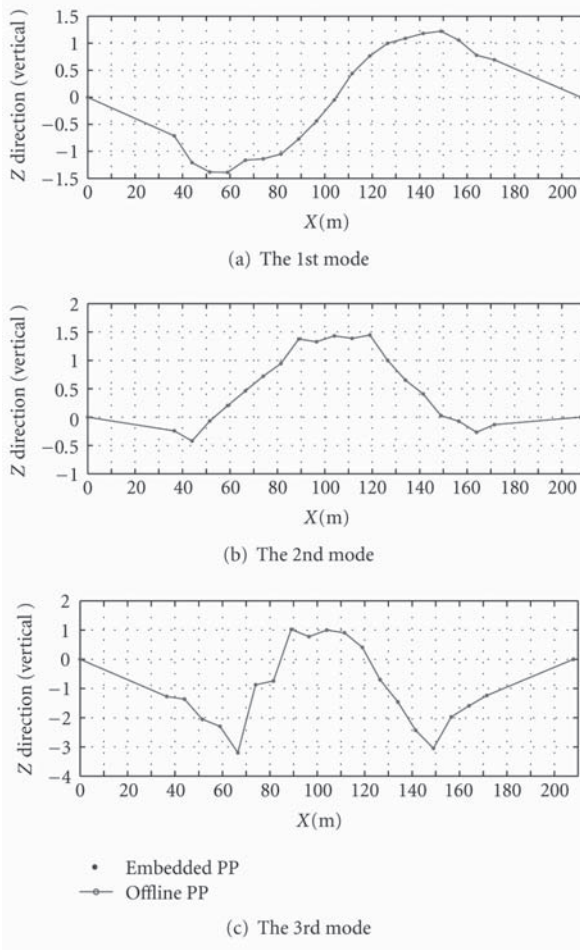 1.5
1
0.5
0
−0.5
−1
−1.5
Z direction (vertical )
0 20 40 60 80 100 120 140 160 180 200
X(m)
(a) The 1st mode
2
1.5
1
0.5
0
−0.5
−1
Z direction (vertical )
0 20 40 60 80 100 120 140 160 180 200
X(m)
(b) The 2nd mode
2
1
0
−1
−2
−3
−4
Z direction (vertical )
0 20 40 60 80 100 120 140 160 180 200
X(m)
Embedded PP
Offline PP
(c) The 3rd mode